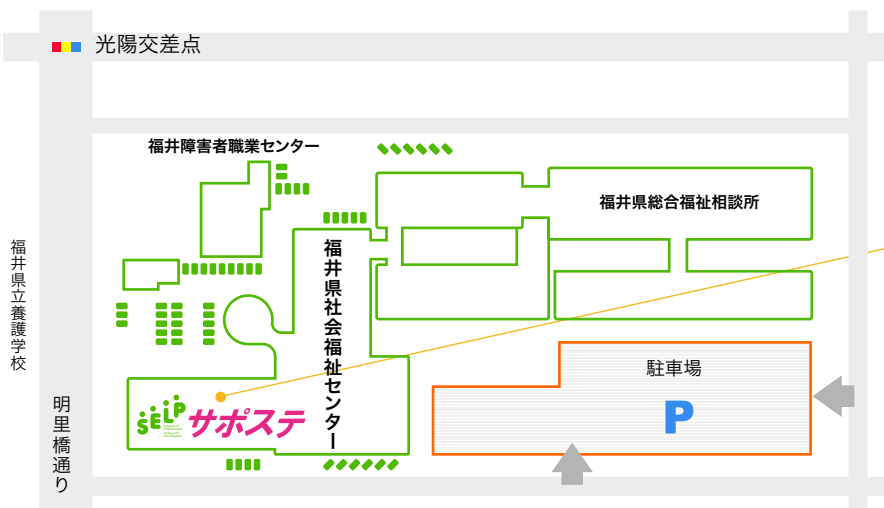 光陽交差点
福井障害者職業センター
福井県総合福祉相談所
福井県立養護学校
福井県社会福祉センター
駐車場
P
明里橋通り
SELP
サポステ